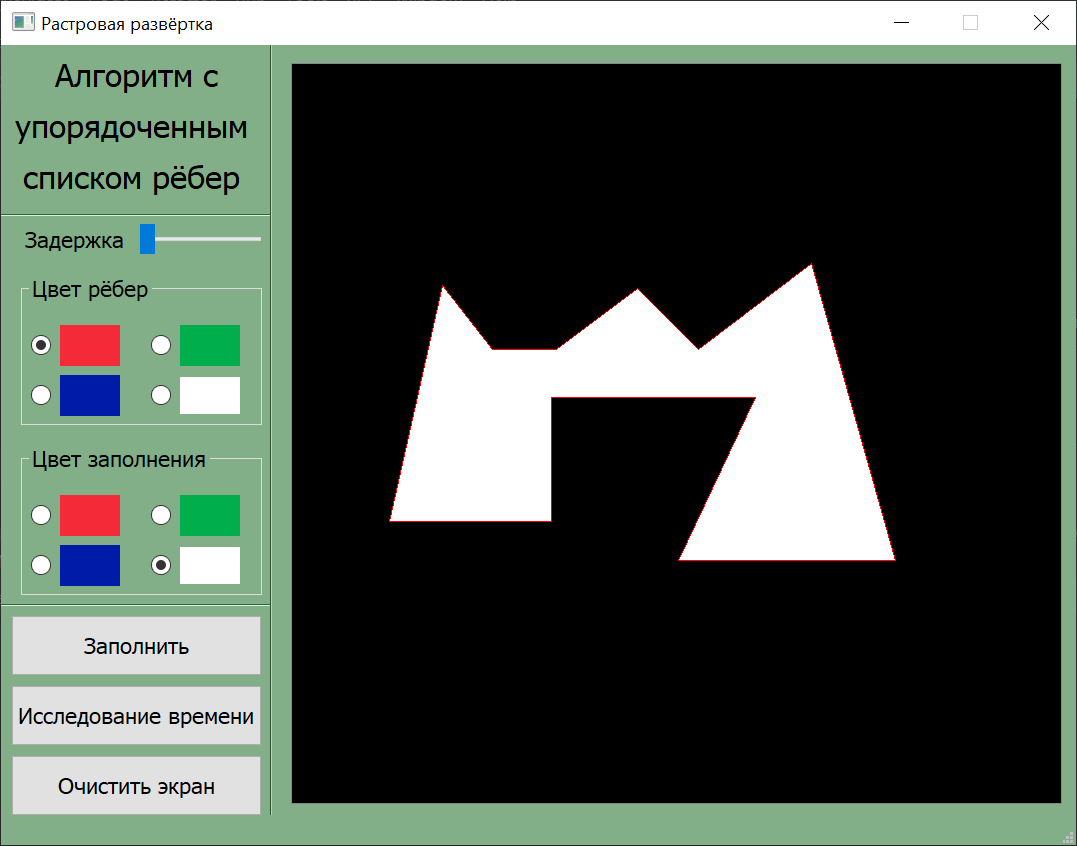 Растровая развёртка
Алгоритм с
упорядоченным
списком рёбер
Задержка
Цвет рёбер
Цвет заполнения
Заполнить
Исследование времени
Очистить экран